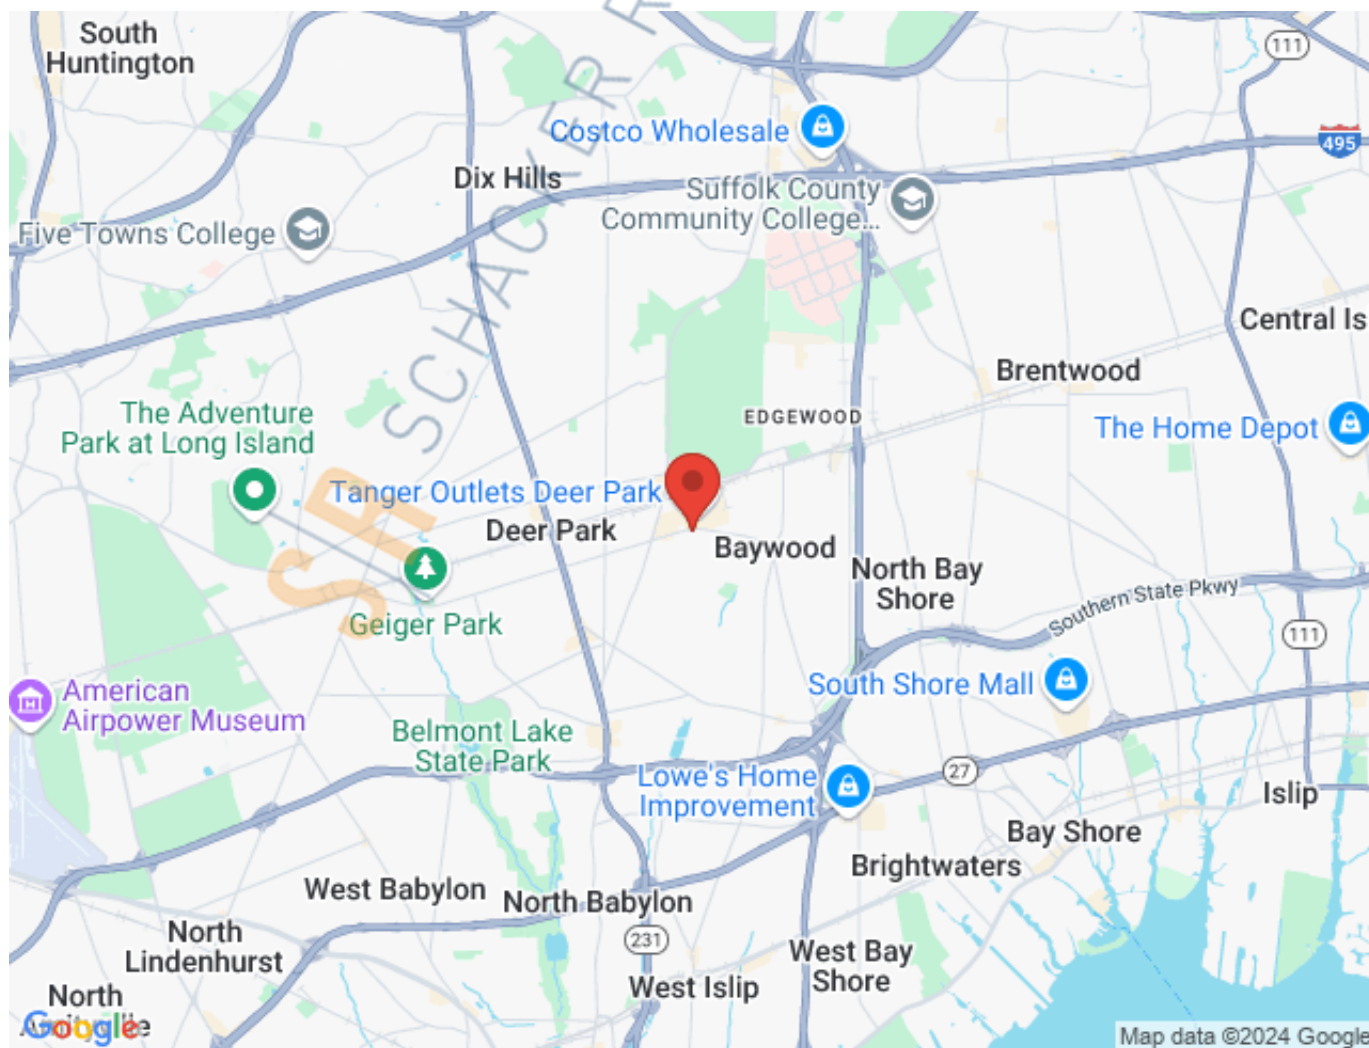 South
Huntington
111
Costco Wholesale
495
Dix Hills
Suffolk County
Community College...
Five Towns College
SCHACKER R
Central Is
Brentwood
The Adventure
Park at Long Island
EDGEWOOD
The Home Depot
Tanger Outlets Deer Park
Deer Park
Baywood
North Bay
Shore
Southern State Pkwy
Geiger Park
111
South Shore Mall
American
Airpower Museum
Belmont Lake
State Park
Lowe's Home
Improvement
27
Islip
Bay Shore
Brightwaters
West Babylon
North Babylon
North
Lindenhurst
231
West Bay
Shore
West Islip
North
Google
Map data ©2024 Google